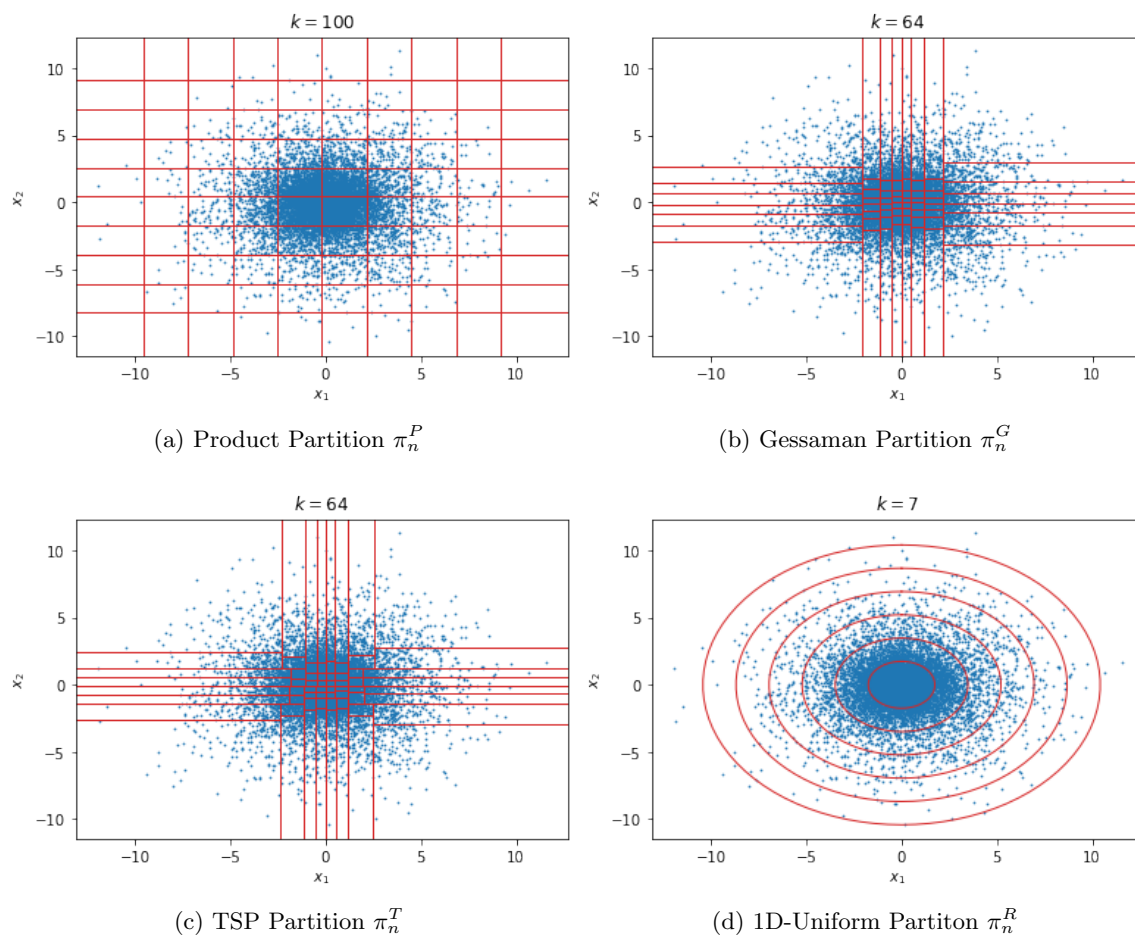 k = 100
10
5
0
−5
−10
x₂
−10
−5
0
5
10
x₁
(a) Product Partition π_n^P
k = 64
10
5
0
−5
−10
x₂
−10
−5
0
5
10
x₁
(b) Gessaman Partition π_n^G
k = 64
10
5
0
−5
−10
x₂
−10
−5
0
5
10
x₁
(c) TSP Partition π_n^T
k = 7
10
5
0
−5
−10
x₂
−10
−5
0
5
10
x₁
(d) 1D-Uniform Partiton π_n^R